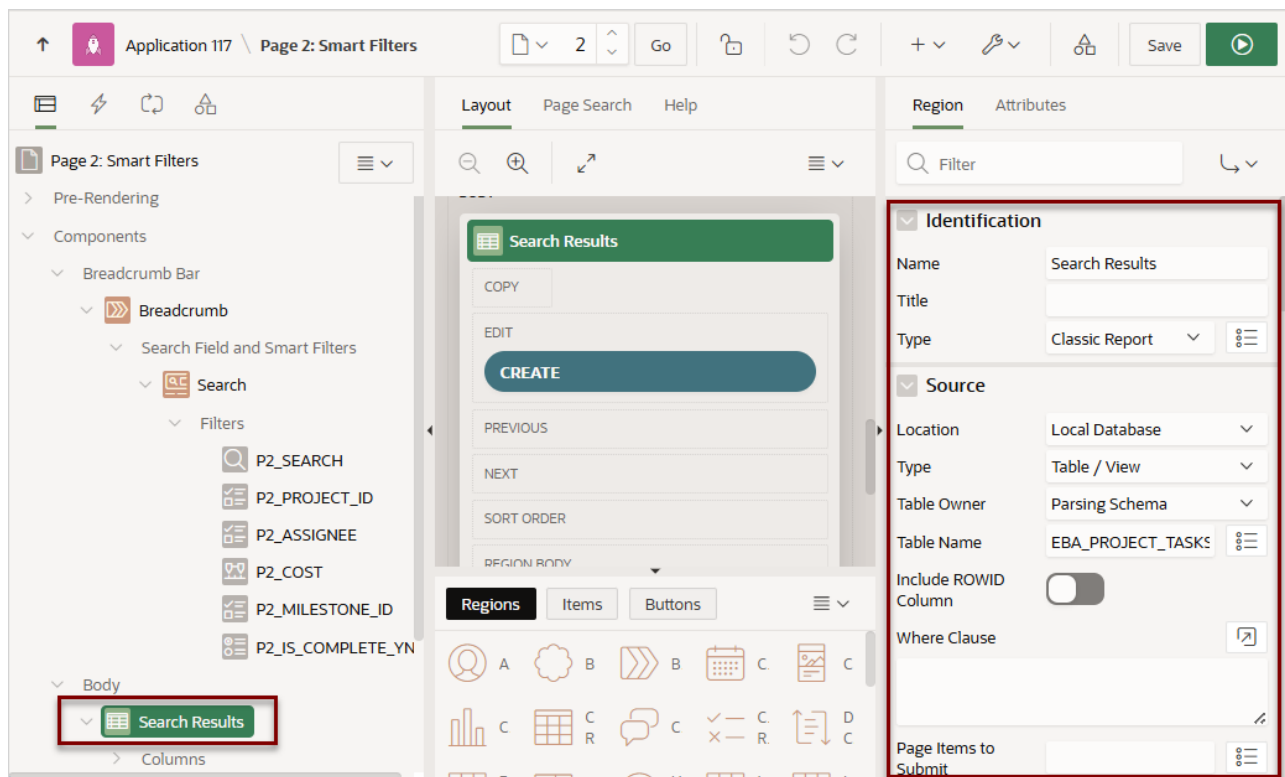 Application 117 \ Page 2: Smart Filters
2
Go
Save
Page 2: Smart Filters
Pre-Rendering
Components
Breadcrumb Bar
Breadcrumb
Search Field and Smart Filters
Search
Filters
P2_SEARCH
P2_PROJECT_ID
P2_ASSIGNEE
P2_COST
P2_MILESTONE_ID
P2_IS_COMPLETE_YN
Body
Search Results
Columns
Layout Page Search Help
Search Results
COPY
EDIT
CREATE
PREVIOUS
NEXT
SORT ORDER
REGION BODY
Regions Items Buttons
A B B C. C
C C R C C. R. D C
Region Attributes
Filter
Identification
Name Search Results
Title
Type Classic Report
Source
Location Local Database
Type Table / View
Table Owner Parsing Schema
Table Name EBA_PROJECT_TASKS
Include ROWID
Column
Where Clause
Page Items to
Submit